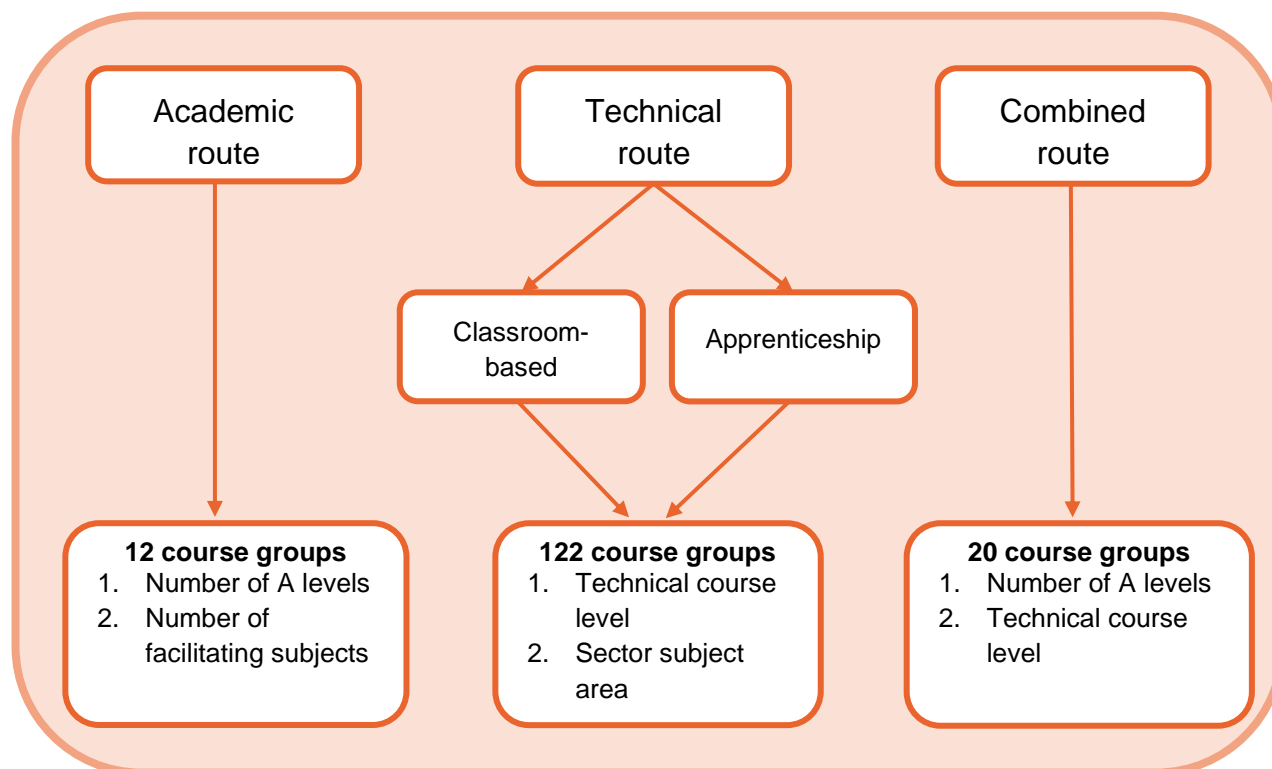 Academic
route
Technical
route
Combined
route
Classroom-
based
Apprenticeship
12 course groups
1. Number of A levels
2. Number of
facilitating subjects
122 course groups
1. Technical course
level
2. Sector subject
area
20 course groups
1. Number of A levels
2. Technical course
level